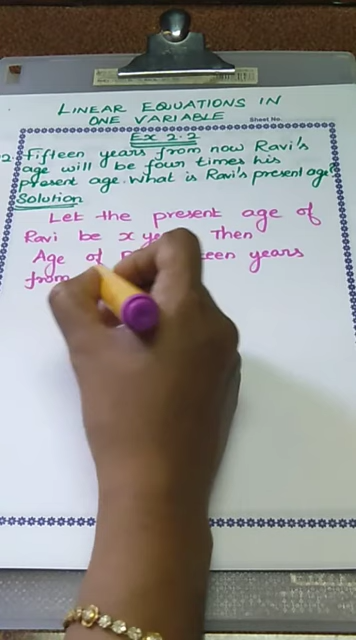 LINEAR EQUATIONS IN
ONE VARIABLE
Sheet No.
Ex 2.2
2. Fifteen years from now Ravi's
age will be four times his
present age. What is Ravi's present age?
Solution
Let the present age of
Ravi be x Then
Age of years
from